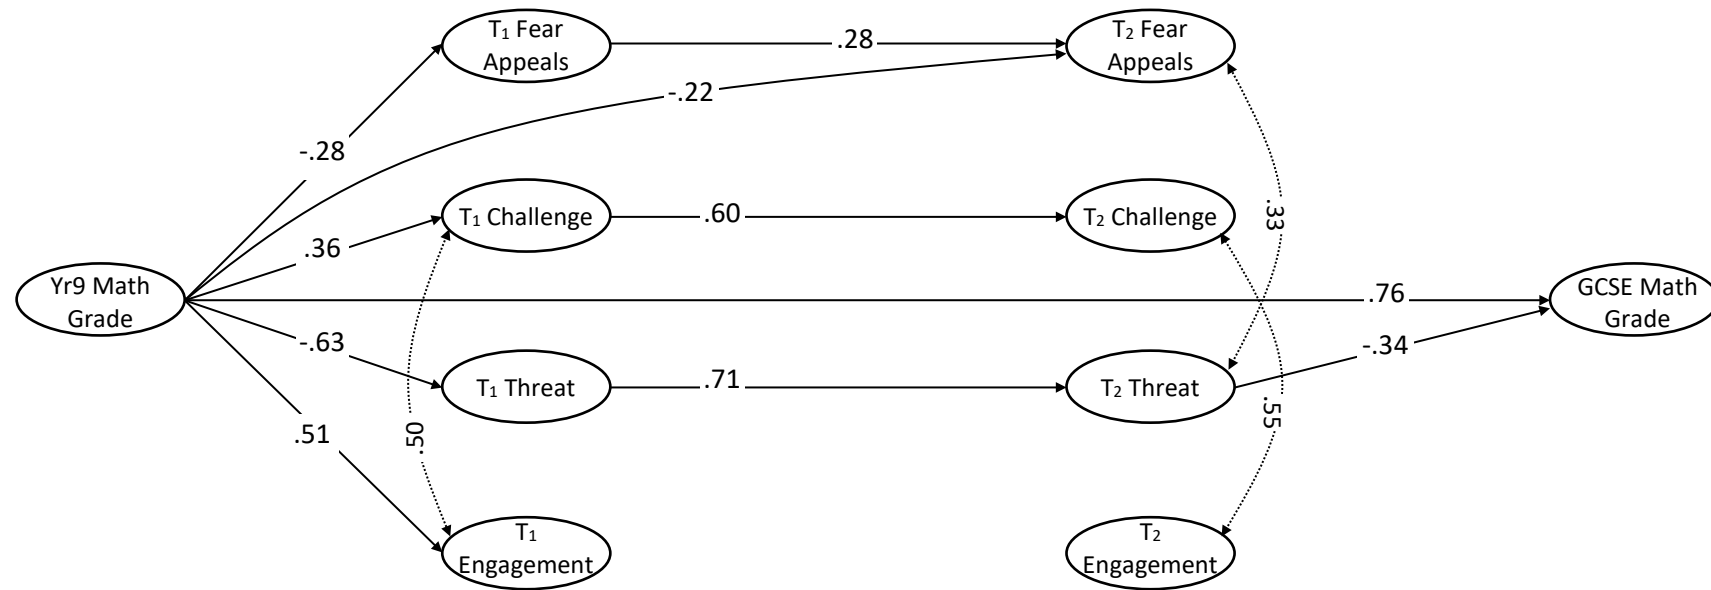 T₁ Fear
Appeals
.28
T₂ Fear
Appeals
-.22
-.28
T₁ Challenge
.60
T₂ Challenge
.33
.36
Yr9 Math
Grade
.76
GCSE Math
Grade
-.63
-.34
T₁ Threat
.71
T₂ Threat
.51
.50
.55
T₁
Engagement
T₂
Engagement